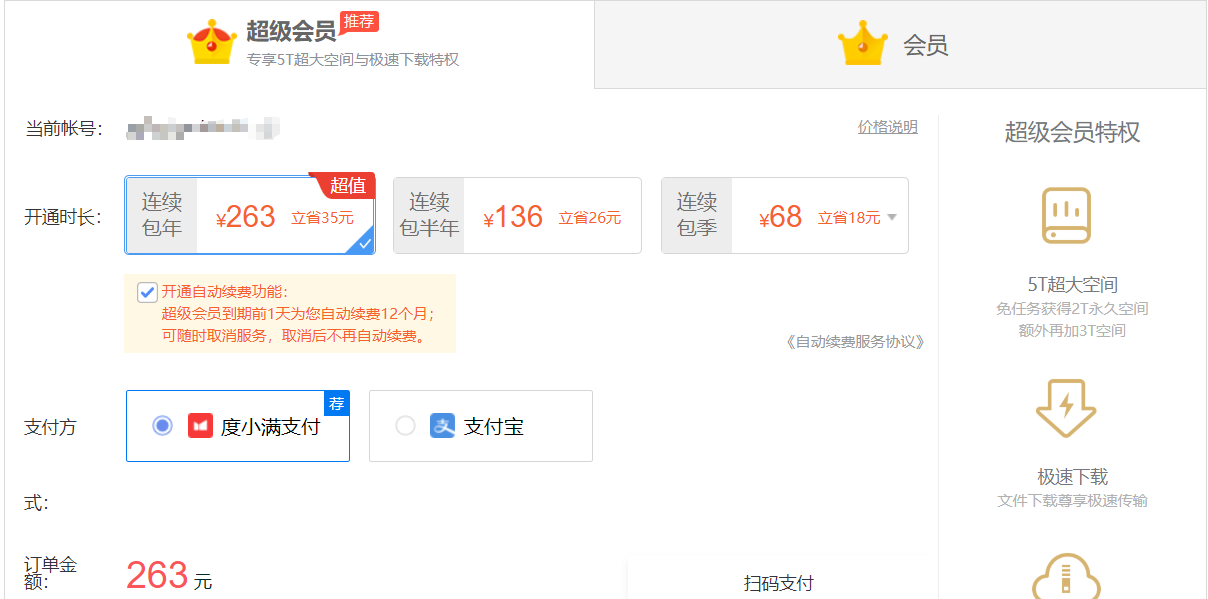 超级会员
推荐
专享5T超大空间与极速下载特权
会员
当前帐号：
价格说明
开通时长：
连续
包年
¥263
立省35元
超值
连续
包半年
¥136
立省26元
连续
包季
¥68
立省18元
开通自动续费功能：
超级会员到期前1天为您自动续费12个月；
可随时取消服务，取消后不再自动续费。
《自动续费服务协议》
支付方
式：
度小满支付
荐
支付宝
订单金
额：
263 元
扫码支付
超级会员特权
5T超大空间
免任务获得2T永久空间
额外再加3T空间
极速下载
文件下载尊享极速传输